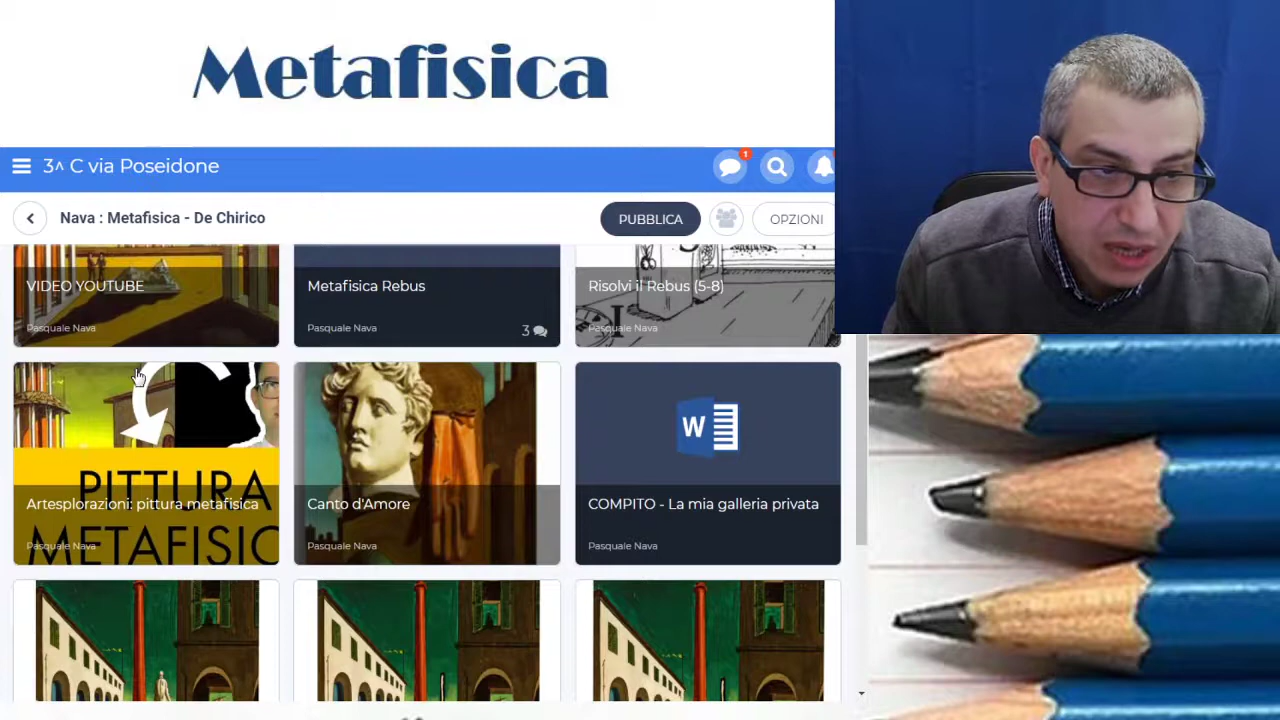 Metafisica
3^ C via Poseidone
1
Nava : Metafisica - De Chirico
PUBBLICA
OPZIONI
VIDEO YOUTUBE
Pasquale Nava
Metafisica Rebus
Pasquale Nava
3
Risolvi il Rebus (5-8)
Pasquale Nava
PITTURA
Artesplorazioni: pittura metafisica
METAFISIC
Pasquale Nava
Canto d'Amore
Pasquale Nava
W
COMPITO - La mia galleria privata
Pasquale Nava